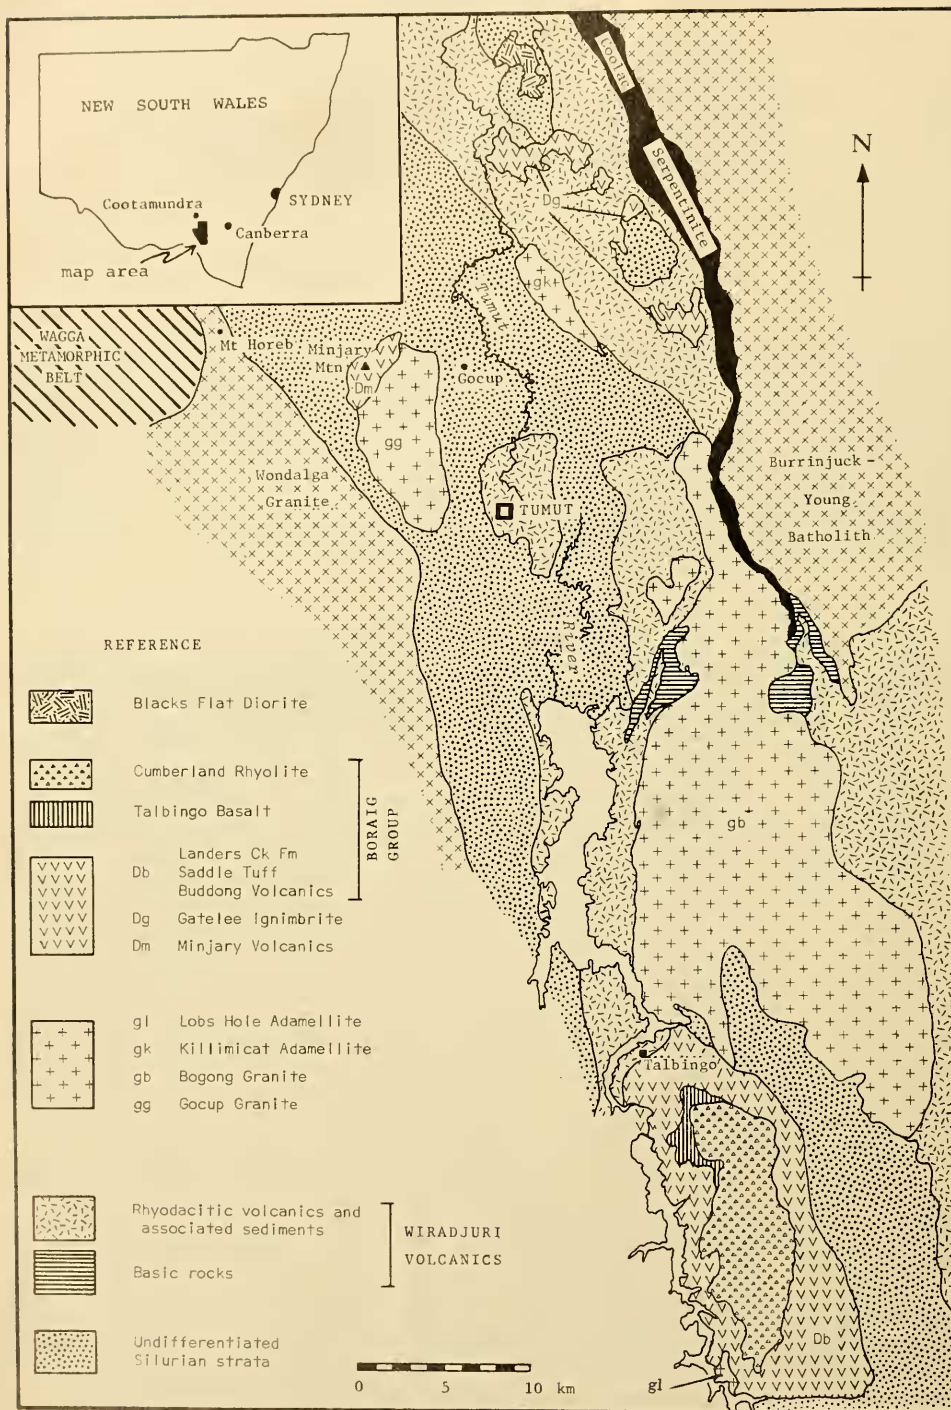 NEW SOUTH WALES
Cootamundra
SYDNEY
Canberra
map area
Coolac
Serpentinite
N
Dg
gk
Tumut
WAGGA
METAMORPHIC
BELT
Mt Horeb
Minjary
Mtn
Dm
Gocup
gg
Wondalga
Granite
TUMUT
Burrinjuck -
Young
Batholith
River
gb
Talbingo
Db
gl
REFERENCE
Blacks Flat Diorite
Cumberland Rhyolite
Talbingo Basalt
Landers Ck Fm
Db Saddle Tuff
Buddong Volcanics
BORAIG
GROUP
Dg Gatelee Ignimbrite
Dm Minjary Volcanics
gl Lobs Hole Adamellite
gk Killimicat Adamellite
gb Bogong Granite
gg Gocup Granite
Rhyodacitic volcanics and
associated sediments
Basic rocks
WIRADJURI
VOLCANICS
Undifferentiated
Silurian strata
0 5 10 km